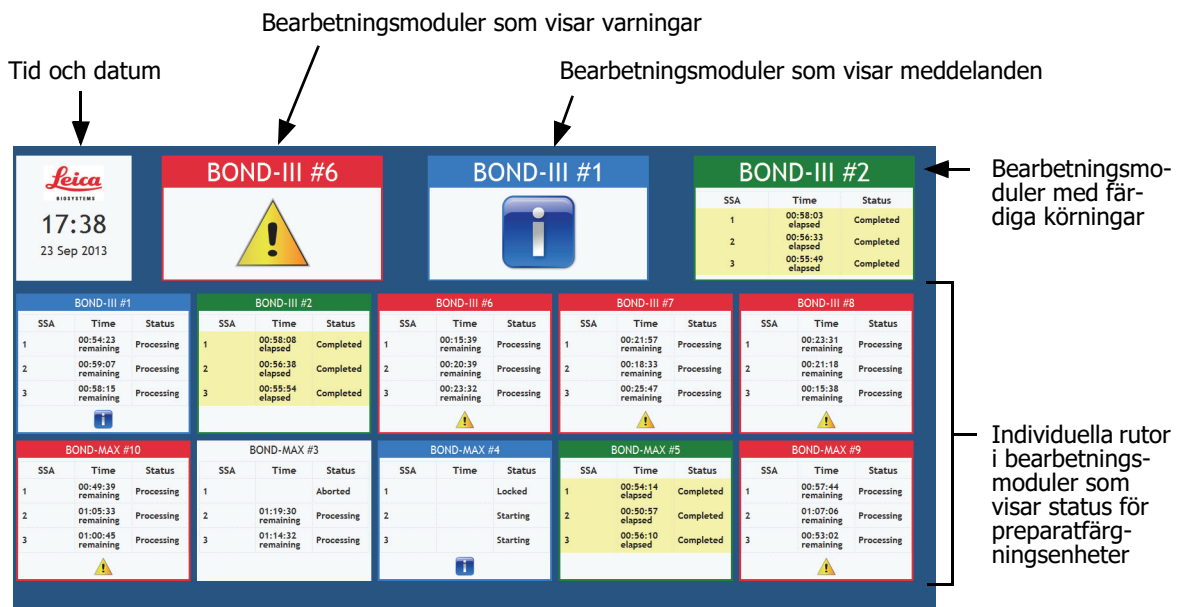 Bearbetningsmoduler som visar varningar
Tid och datum
Bearbetningsmoduler som visar meddelanden
Leica
BIOSYSTEMS
17:38
23 Sep 2013
BOND-III #6
BOND-III #1
BOND-III #2
SSA Time Status
1 00:58:03 elapsed Completed
2 00:56:33 elapsed Completed
3 00:55:49 elapsed Completed
Bearbetningsmo-
duler med fär-
diga körningar
BOND-III #1
SSA Time Status
1 00:54:23 remaining Processing
2 00:59:07 remaining Processing
3 00:58:15 remaining Processing
BOND-III #2
SSA Time Status
1 00:58:08 elapsed Completed
2 00:56:38 elapsed Completed
3 00:55:54 elapsed Completed
BOND-III #6
SSA Time Status
1 00:15:39 remaining Processing
2 00:20:39 remaining Processing
3 00:23:32 remaining Processing
BOND-III #7
SSA Time Status
1 00:21:57 remaining Processing
2 00:18:33 remaining Processing
3 00:25:47 remaining Processing
BOND-III #8
SSA Time Status
1 00:23:31 remaining Processing
2 00:21:18 remaining Processing
3 00:15:38 remaining Processing
BOND-MAX #10
SSA Time Status
1 00:49:39 remaining Processing
2 01:05:33 remaining Processing
3 01:00:45 remaining Processing
BOND-MAX #3
SSA Time Status
1 Aborted
2 01:19:30 remaining Processing
3 01:14:32 remaining Processing
BOND-MAX #4
SSA Time Status
1 Locked
2 Starting
3 Starting
BOND-MAX #5
SSA Time Status
1 00:54:14 elapsed Completed
2 00:50:57 elapsed Completed
3 00:56:10 elapsed Completed
BOND-MAX #9
SSA Time Status
1 00:57:44 remaining Processing
2 01:07:06 remaining Processing
3 00:53:02 remaining Processing
Individuella rutor
i bearbetnings-
moduler som
visar status för
preparatfärg-
ningsenheter